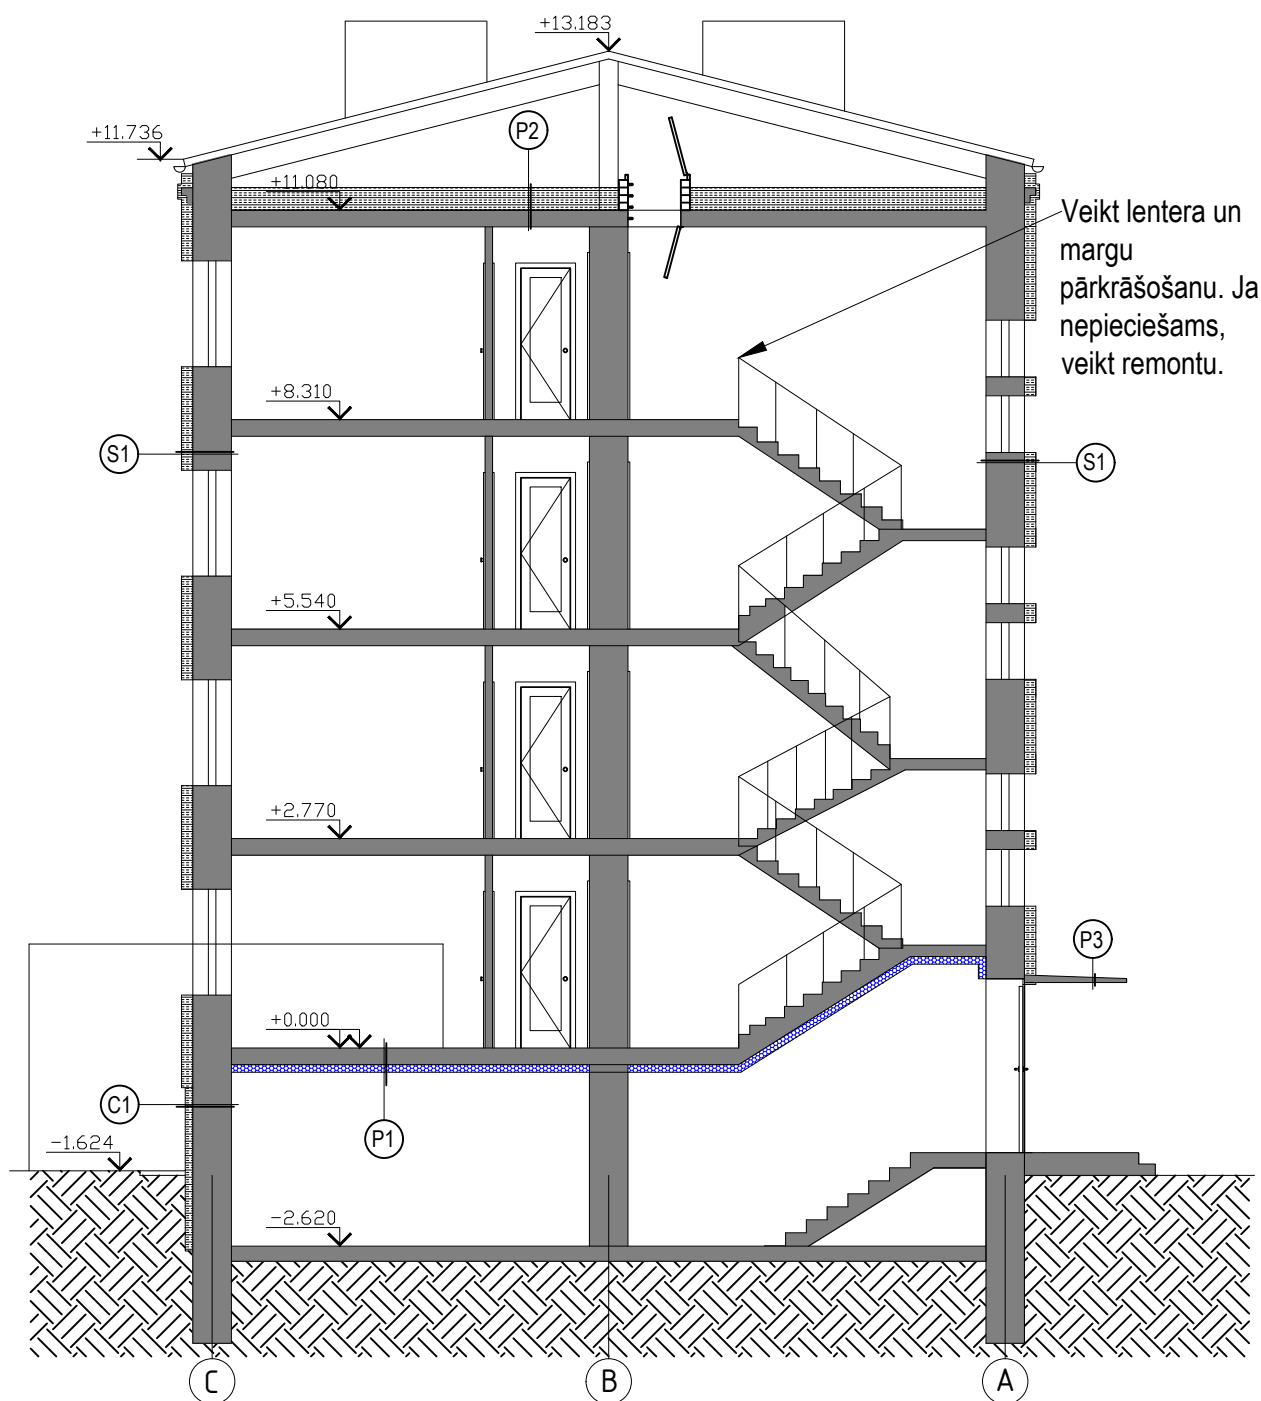 +13.183
P2
+11.736
+11.080
Veikt lentera un
margu
pārkrāšošanu. Ja
nepieciešams,
veikt remontu.
+8.310
S1
S1
+5.540
+2.770
P3
+0.000
C1
P1
-1.624
-2.620
C
B
A